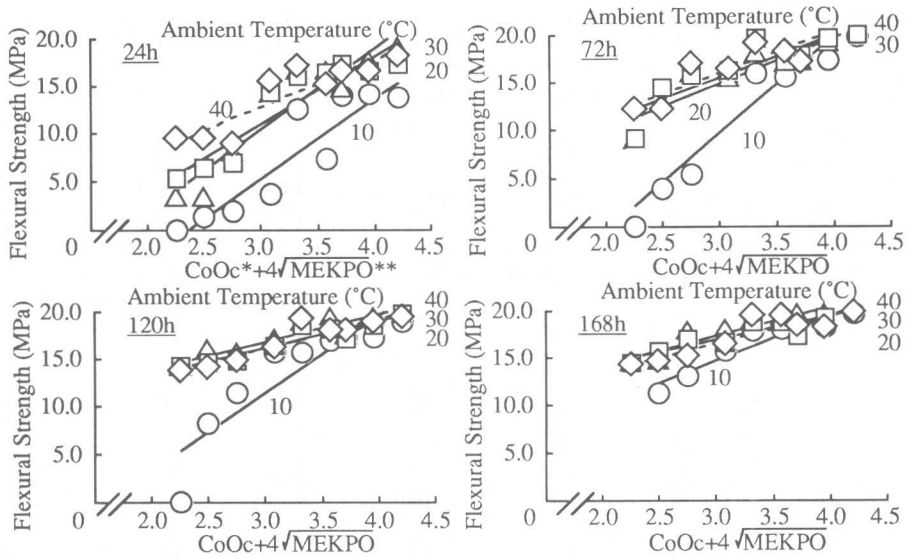 Ambient Temperature (°C)
24h
Flexural Strength (MPa)
20.0
15.0
10.0
5.0
0
30
20
40
10
2.0 2.5 3.0 3.5 4.0 4.5
CoOc*+4√MEKPO**
Ambient Temperature (°C)
72h
Flexural Strength (MPa)
20.0
15.0
10.0
5.0
0
40
30
20
10
2.0 2.5 3.0 3.5 4.0 4.5
CoOc+4√MEKPO
Ambient Temperature (°C)
120h
Flexural Strength (MPa)
20.0
15.0
10.0
5.0
0
40
30
20
10
2.0 2.5 3.0 3.5 4.0 4.5
CoOc+4√MEKPO
Ambient Temperature (°C)
168h
Flexural Strength (MPa)
20.0
15.0
10.0
5.0
0
40
30
20
10
2.0 2.5 3.0 3.5 4.0 4.5
CoOc+4√MEKPO